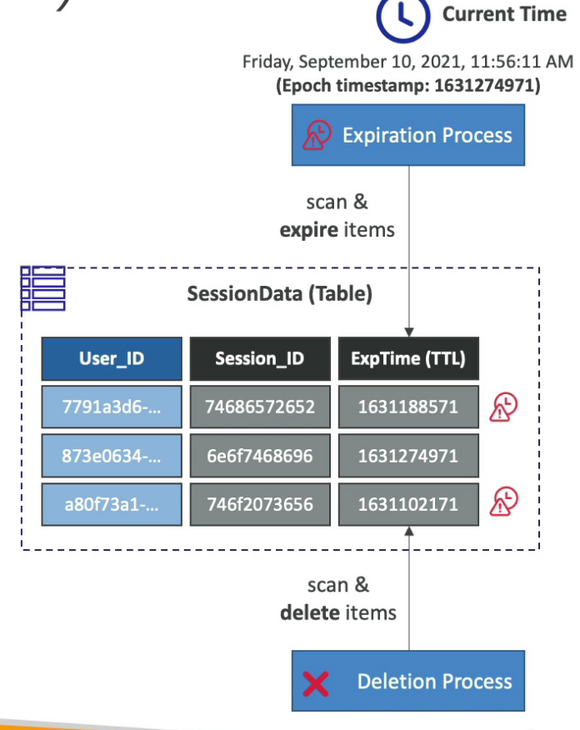 Current Time
Friday, September 10, 2021, 11:56:11 AM
(Epoch timestamp: 1631274971)
Expiration Process
scan &
expire items
SessionData (Table)
User_ID Session_ID ExpTime (TTL)
7791a3d6-... 74686572652 1631188571
873e0634-... 6e6f7468696 1631274971
a80f73a1-... 746f2073656 1631102171
scan &
delete items
Deletion Process